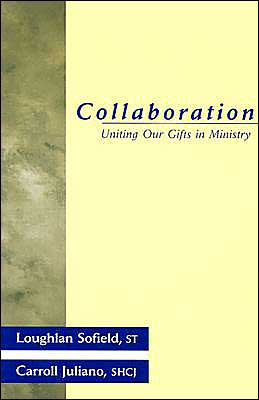 Collaboration
Uniting Our Gifts in Ministry
Loughlan Sofield, ST
Carroll Juliano, SHCJ